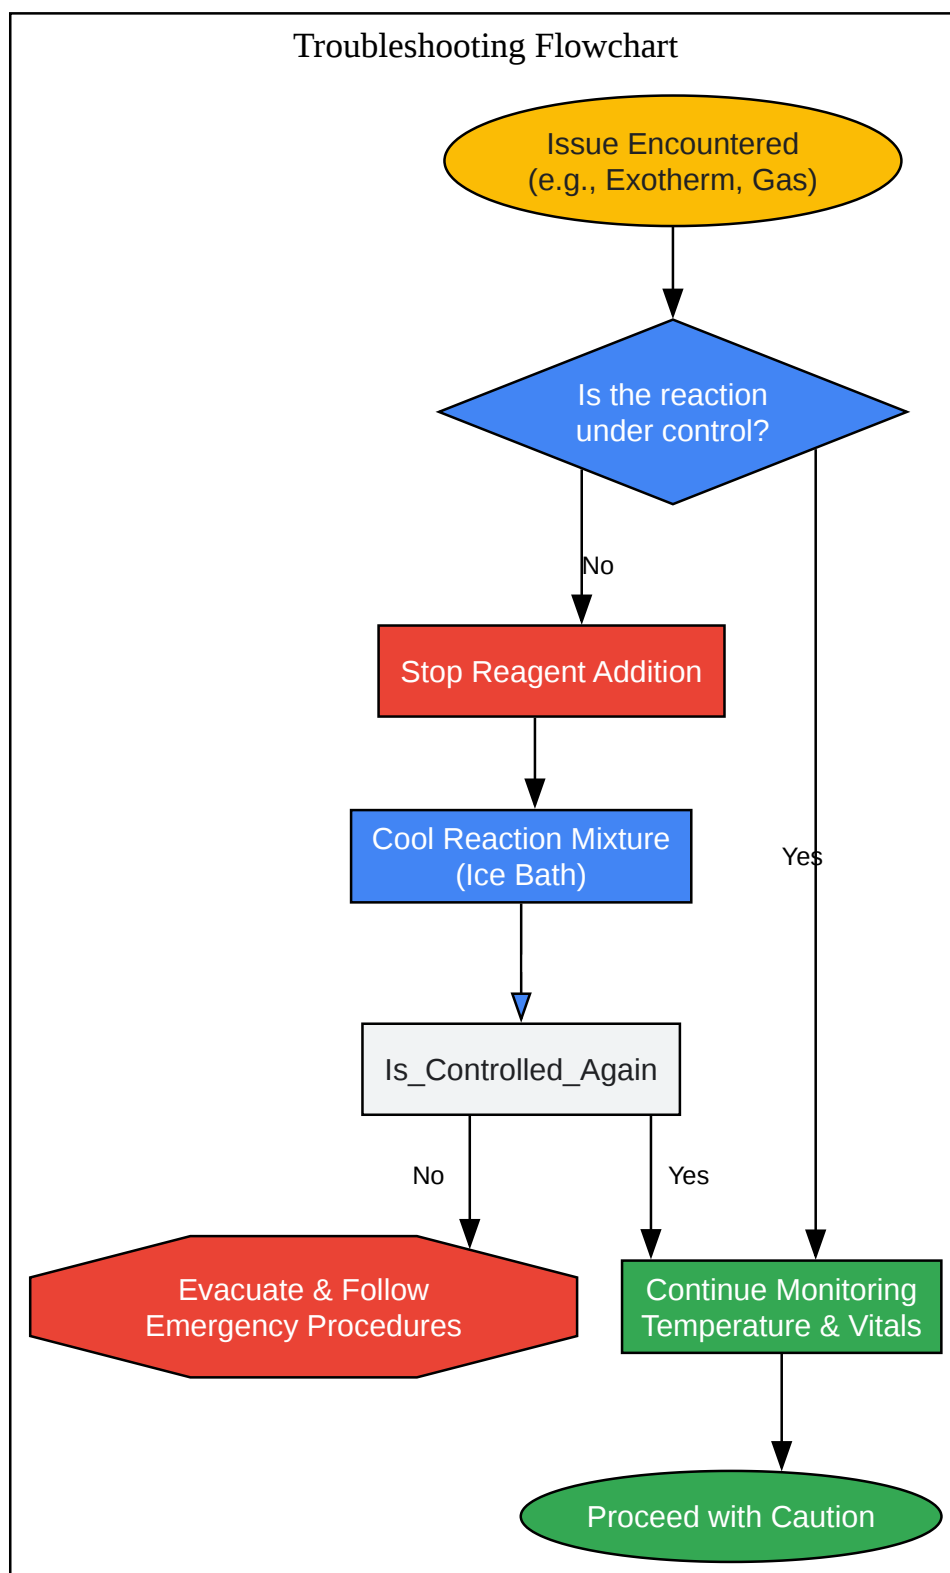 Troubleshooting Flowchart
Issue Encountered
(e.g., Exotherm, Gas)
Is the reaction
under control?
No
Stop Reagent Addition
Cool Reaction Mixture
(Ice Bath)
Yes
Is_Controlled_Again
No
Yes
Evacuate & Follow
Emergency Procedures
Continue Monitoring
Temperature & Vitals
Proceed with Caution